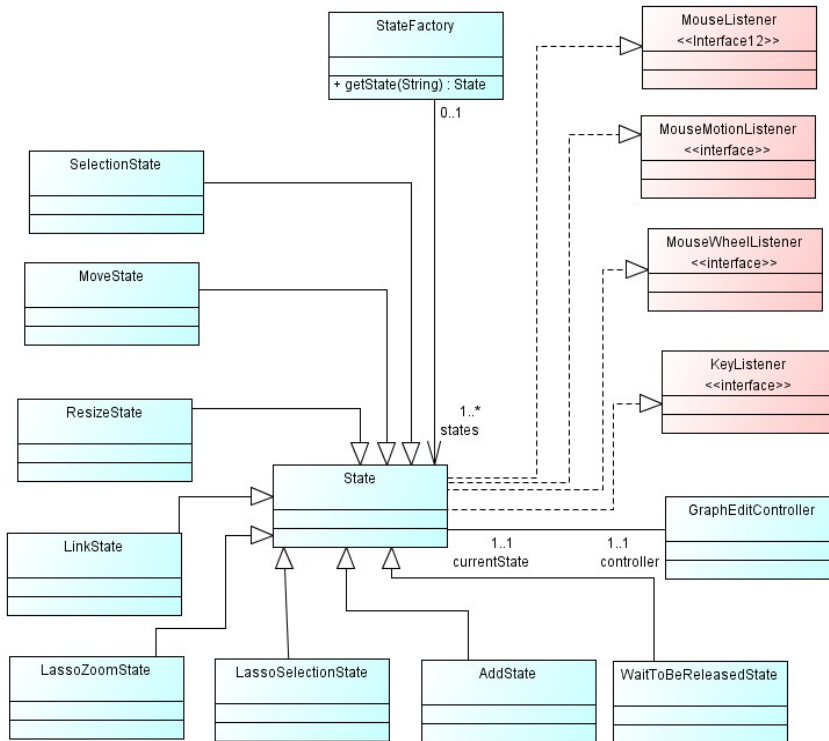 StateFactory
+ getState(String) : State
0..1
MouseListener
<<Interface12>>
MouseMotionListener
<<interface>>
SelectionState
MouseWheelListener
<<interface>>
MoveState
KeyListener
<<interface>>
ResizeState
1..*
states
State
GraphEditController
1..1
currentState
1..1
controller
LinkState
LassoZoomState
LassoSelectionState
AddState
WaitToBeReleasedState